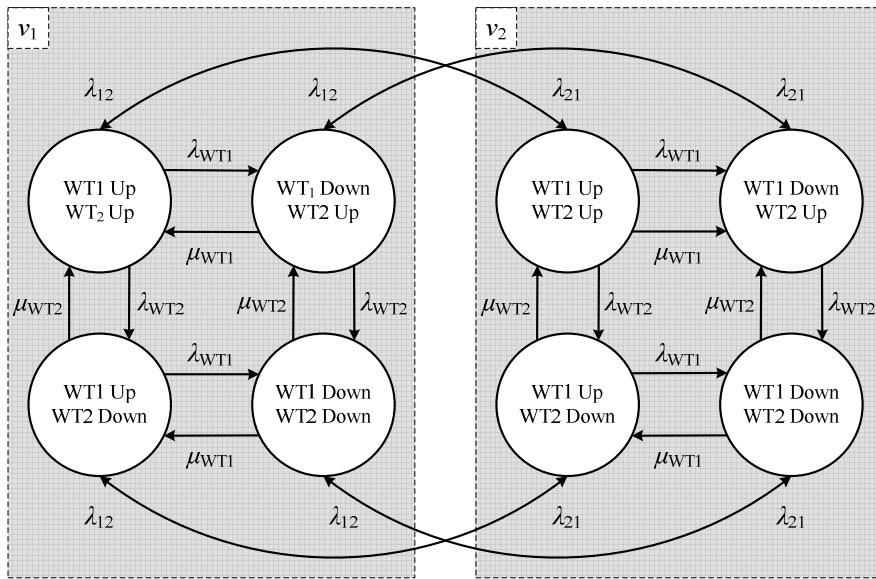 v₁
v₂
λ₁₂ λ₁₂ λ₂₁ λ₂₁
λWT1 λWT1
WT1 Up
WT₂ Up
WT₁ Down
WT2 Up
WT1 Up
WT2 Up
WT1 Down
WT2 Up
μWT1 μWT1
μWT2 λWT2 μWT2 λWT2 μWT2 λWT2 μWT2 λWT2
λWT1 λWT1
WT1 Up
WT2 Down
WT1 Down
WT2 Down
WT1 Up
WT2 Down
WT1 Down
WT2 Down
μWT1 μWT1
λ₁₂ λ₁₂ λ₂₁ λ₂₁